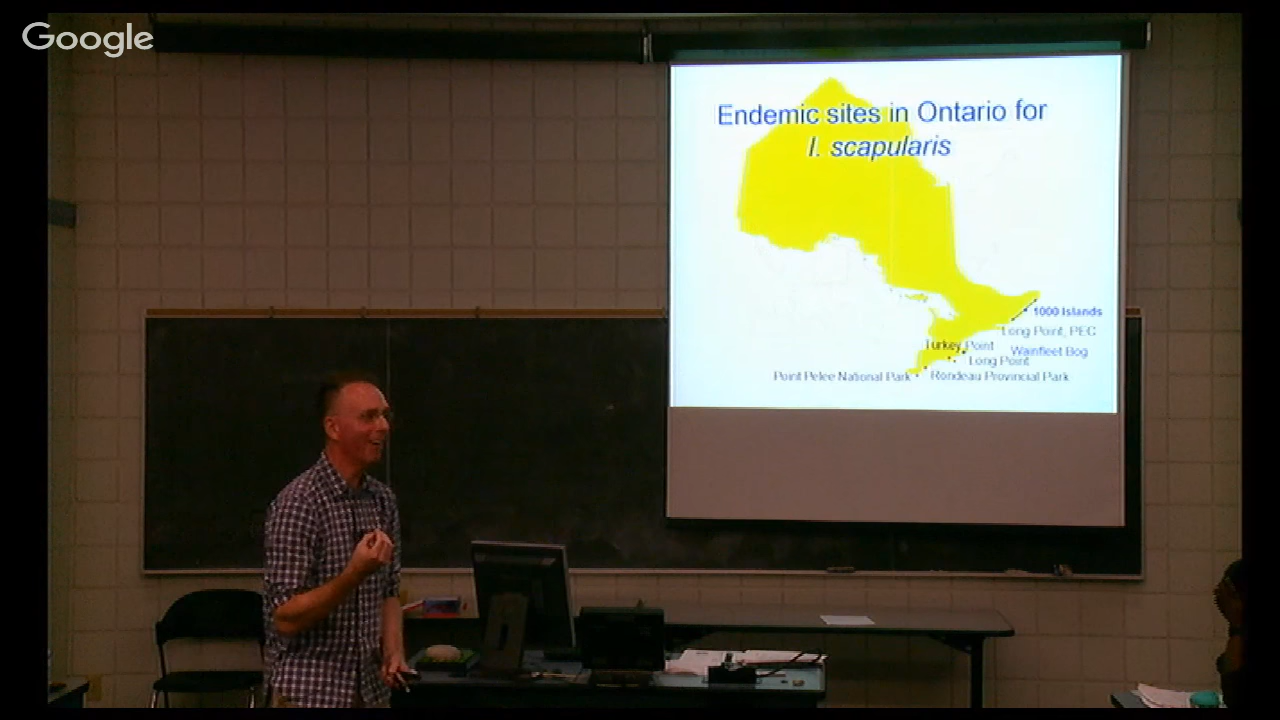 Google
Endemic sites in Ontario for
I. scapularis
1000 Islands
Long Point, PEC
Turkey Point
Wainfleet Bog
Long Point
Point Pelee National Park
Rondeau Provincial Park